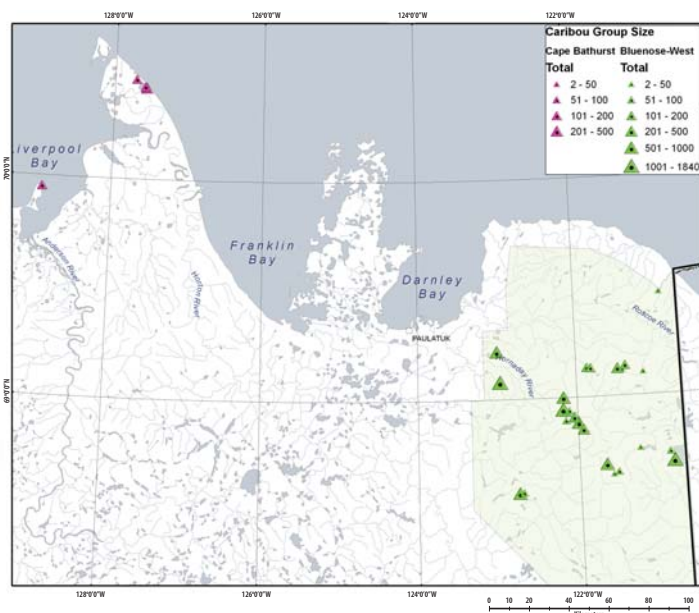 128°0'0"W 126°0'0"W 124°0'0"W 122°0'0"W
Caribou Group Size
Cape Bathurst Bluenose-West
Total Total
2 - 50 2 - 50
51 - 100 51 - 100
101 - 200 101 - 200
201 - 500 201 - 500
501 - 1000
1001 - 1840
Liverpool
Bay
70°0'0"N
Anderson River
Horton River
Franklin
Bay
Darnley
Bay
Roscoe River
PAULATUK
Hornaday River
69°0'0"N
128°0'0"W 126°0'0"W 124°0'0"W 122°0'0"W
0 10 20 40 60 80 100